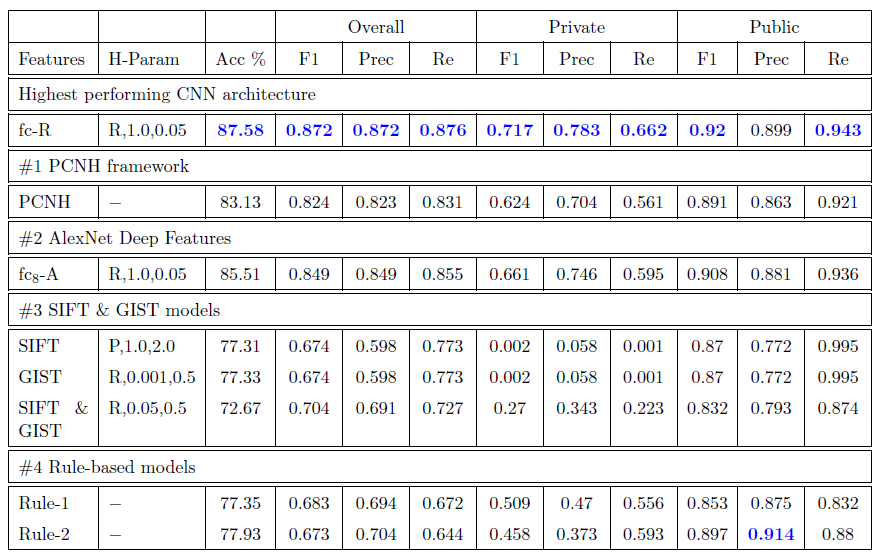 Overall Private Public
Features H-Param Acc % F1 Prec Re F1 Prec Re F1 Prec Re
Highest performing CNN architecture
fc-R R,1.0,0.05 87.58 0.872 0.872 0.876 0.717 0.783 0.662 0.92 0.899 0.943
#1 PCNH framework
PCNH − 83.13 0.824 0.823 0.831 0.624 0.704 0.561 0.891 0.863 0.921
#2 AlexNet Deep Features
fc₈-A R,1.0,0.05 85.51 0.849 0.849 0.855 0.661 0.746 0.595 0.908 0.881 0.936
#3 SIFT & GIST models
SIFT P,1.0,2.0 77.31 0.674 0.598 0.773 0.002 0.058 0.001 0.87 0.772 0.995
GIST R,0.001,0.5 77.33 0.674 0.598 0.773 0.002 0.058 0.001 0.87 0.772 0.995
SIFT & R,0.05,0.5 72.67 0.704 0.691 0.727 0.27 0.343 0.223 0.832 0.793 0.874
GIST
#4 Rule-based models
Rule-1 − 77.35 0.683 0.694 0.672 0.509 0.47 0.556 0.853 0.875 0.832
Rule-2 − 77.93 0.673 0.704 0.644 0.458 0.373 0.593 0.897 0.914 0.88